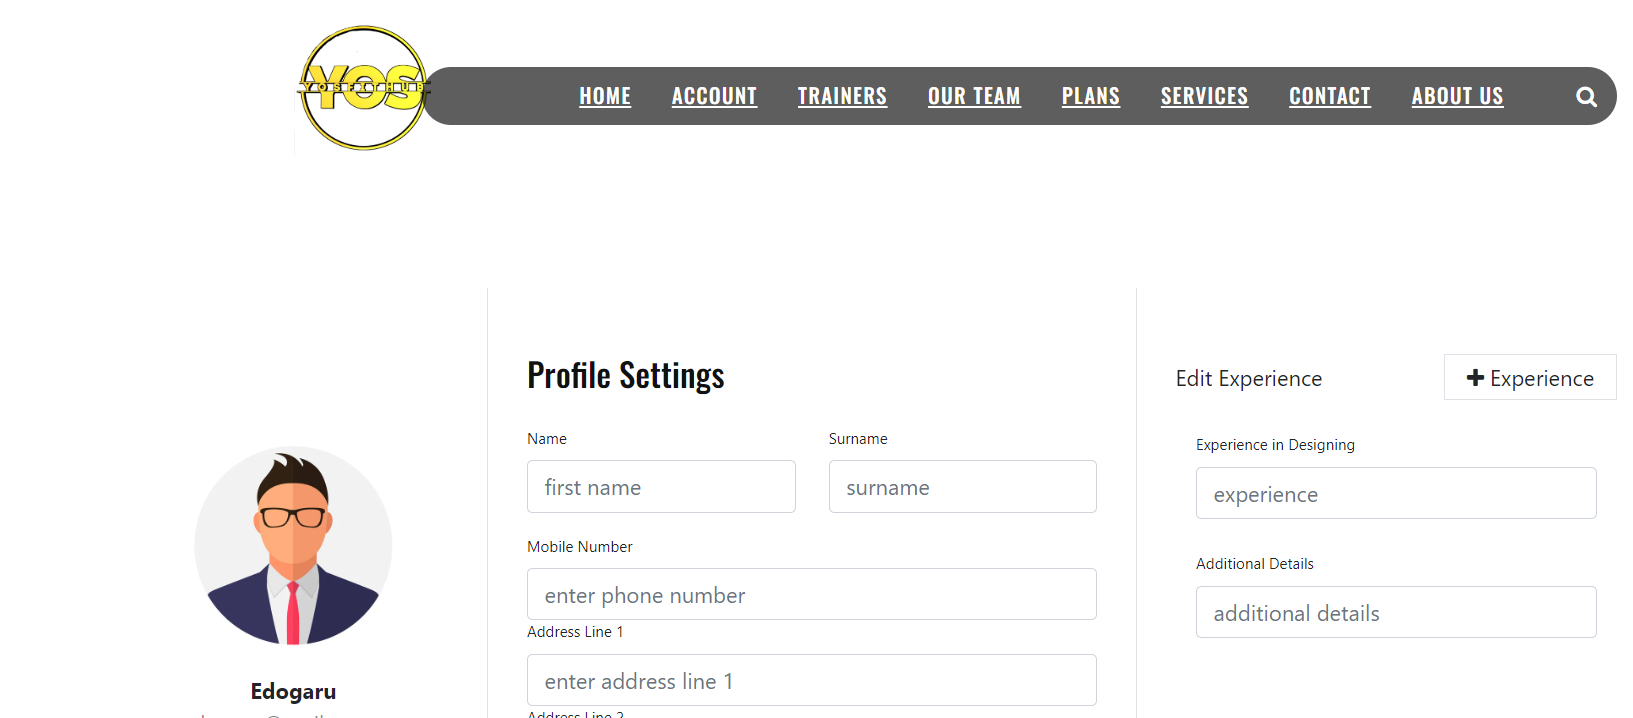 YOS
YOSFITHUB
HOME ACCOUNT TRAINERS OUR TEAM PLANS SERVICES CONTACT ABOUT US
Profile Settings
Edit Experience
Experience
Name
Surname
first name
surname
Experience in Designing
experience
Mobile Number
enter phone number
Additional Details
additional details
Address Line 1
enter address line 1
Edogaru
Address Line 2